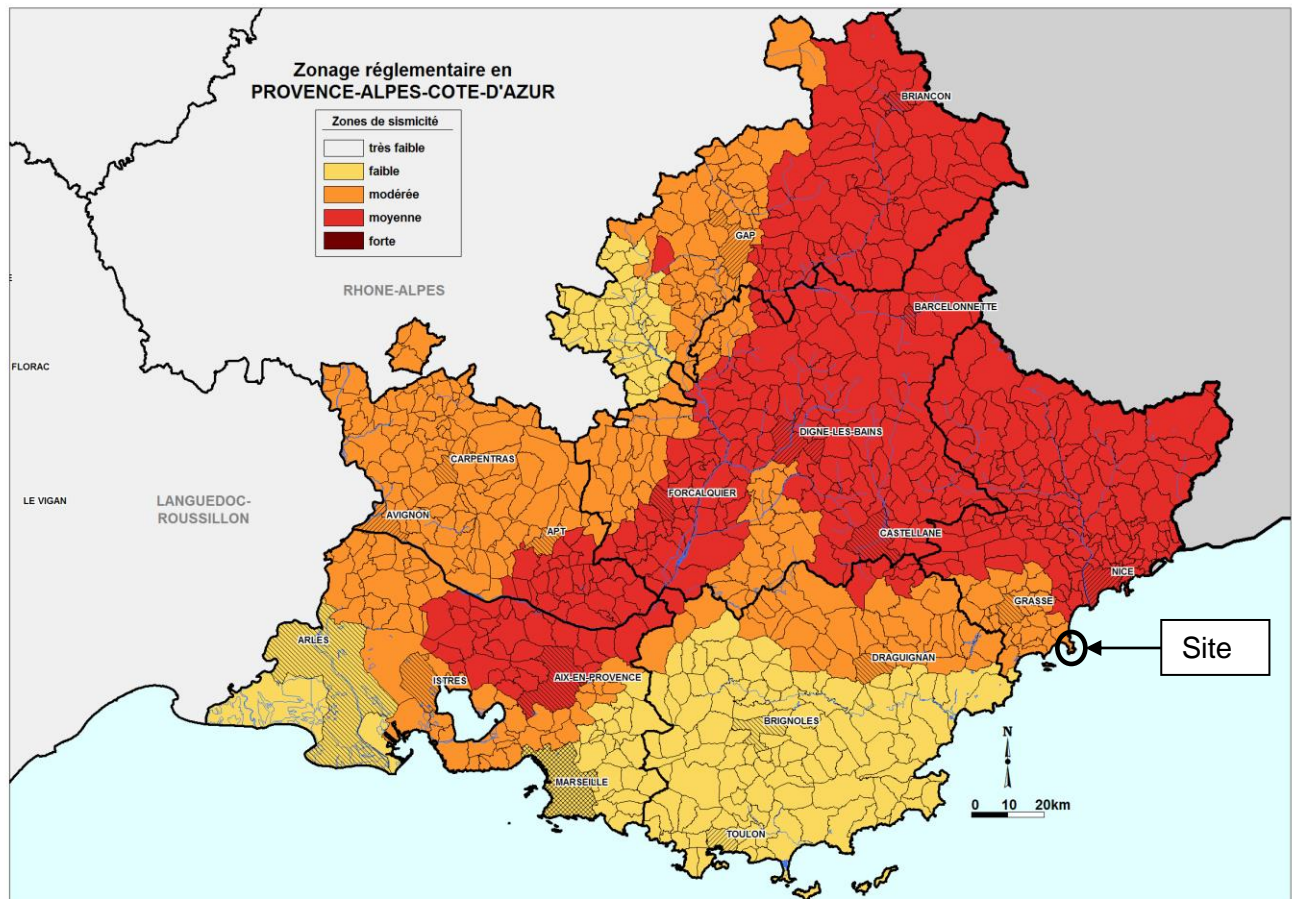 Zonage réglementaire en
PROVENCE-ALPES-COTE-D'AZUR
Zones de sismicité
très faible
faible
modérée
moyenne
forte
BRIANCON
GAP
RHONE-ALPES
BARCELONNETTE
E
FLORAC
DIGNE-LES-BAINS
CARPENTRAS
FORCALQUIER
LE VIGAN
LANGUEDOC-
ROUSSILLON
AVIGNON
APT
CASTELLANE
NICE
GRASSE
ARLES
Site
DRAGUIGNAN
ISTRES
AIX-EN-PROVENCE
BRIGNOLES
N
MARSEILLE
0 10 20km
TOULON